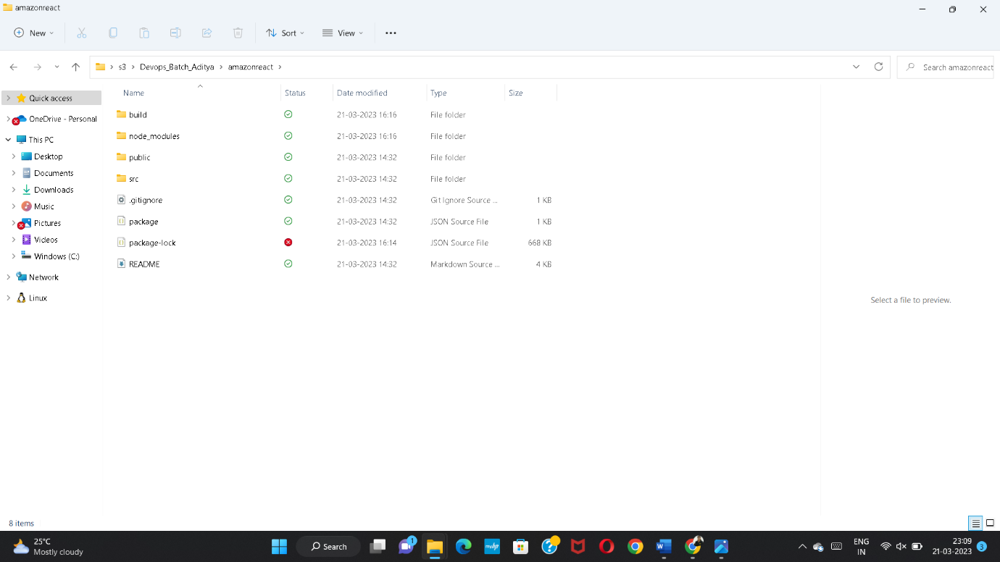 amazonreact
New
Sort
View
s3 > Devops_Batch_Aditya > amazonreact >
Search amazonreact
Name Status Date modified Type Size
Quick access
OneDrive - Personal
This PC
Desktop
Documents
Downloads
Music
Pictures
Videos
Windows (C:)
Network
Linux
build 21-03-2023 16:16 File folder
node_modules 21-03-2023 16:16 File folder
public 21-03-2023 14:32 File folder
src 21-03-2023 14:32 File folder
.gitignore 21-03-2023 14:32 Git Ignore Source ... 1 KB
package 21-03-2023 14:32 JSON Source File 1 KB
package-lock 21-03-2023 16:14 JSON Source File 668 KB
README 21-03-2023 14:32 Markdown Source ... 4 KB
Select a file to preview.
8 items
25°C
Mostly cloudy
Search
1
myhp
ENG
IN
23:09
21-03-2023
3